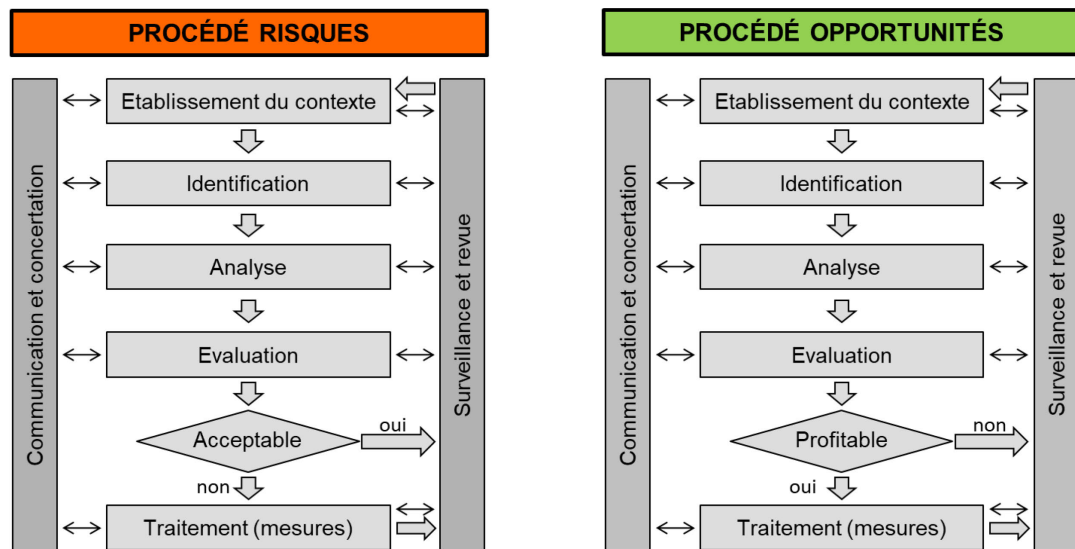 PROCÉDÉ RISQUES
Communication et concertation
Etablissement du contexte
Identification
Analyse
Evaluation
Acceptable
oui
non
Traitement (mesures)
Surveillance et revue
PROCÉDÉ OPPORTUNITÉS
Communication et concertation
Etablissement du contexte
Identification
Analyse
Evaluation
Profitable
non
oui
Traitement (mesures)
Surveillance et revue